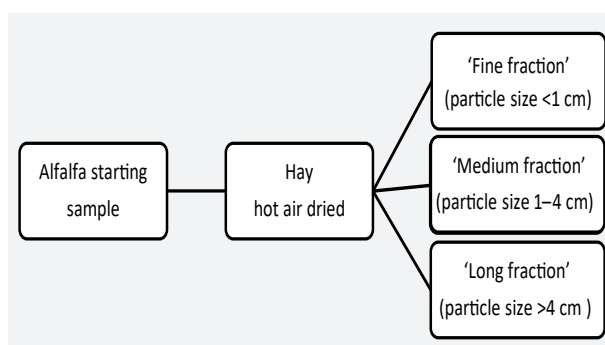 Alfalfa starting
sample
Hay
hot air dried
‘Fine fraction’
(particle size <1 cm)
‘Medium fraction’
(particle size 1–4 cm)
‘Long fraction’
(particle size >4 cm )